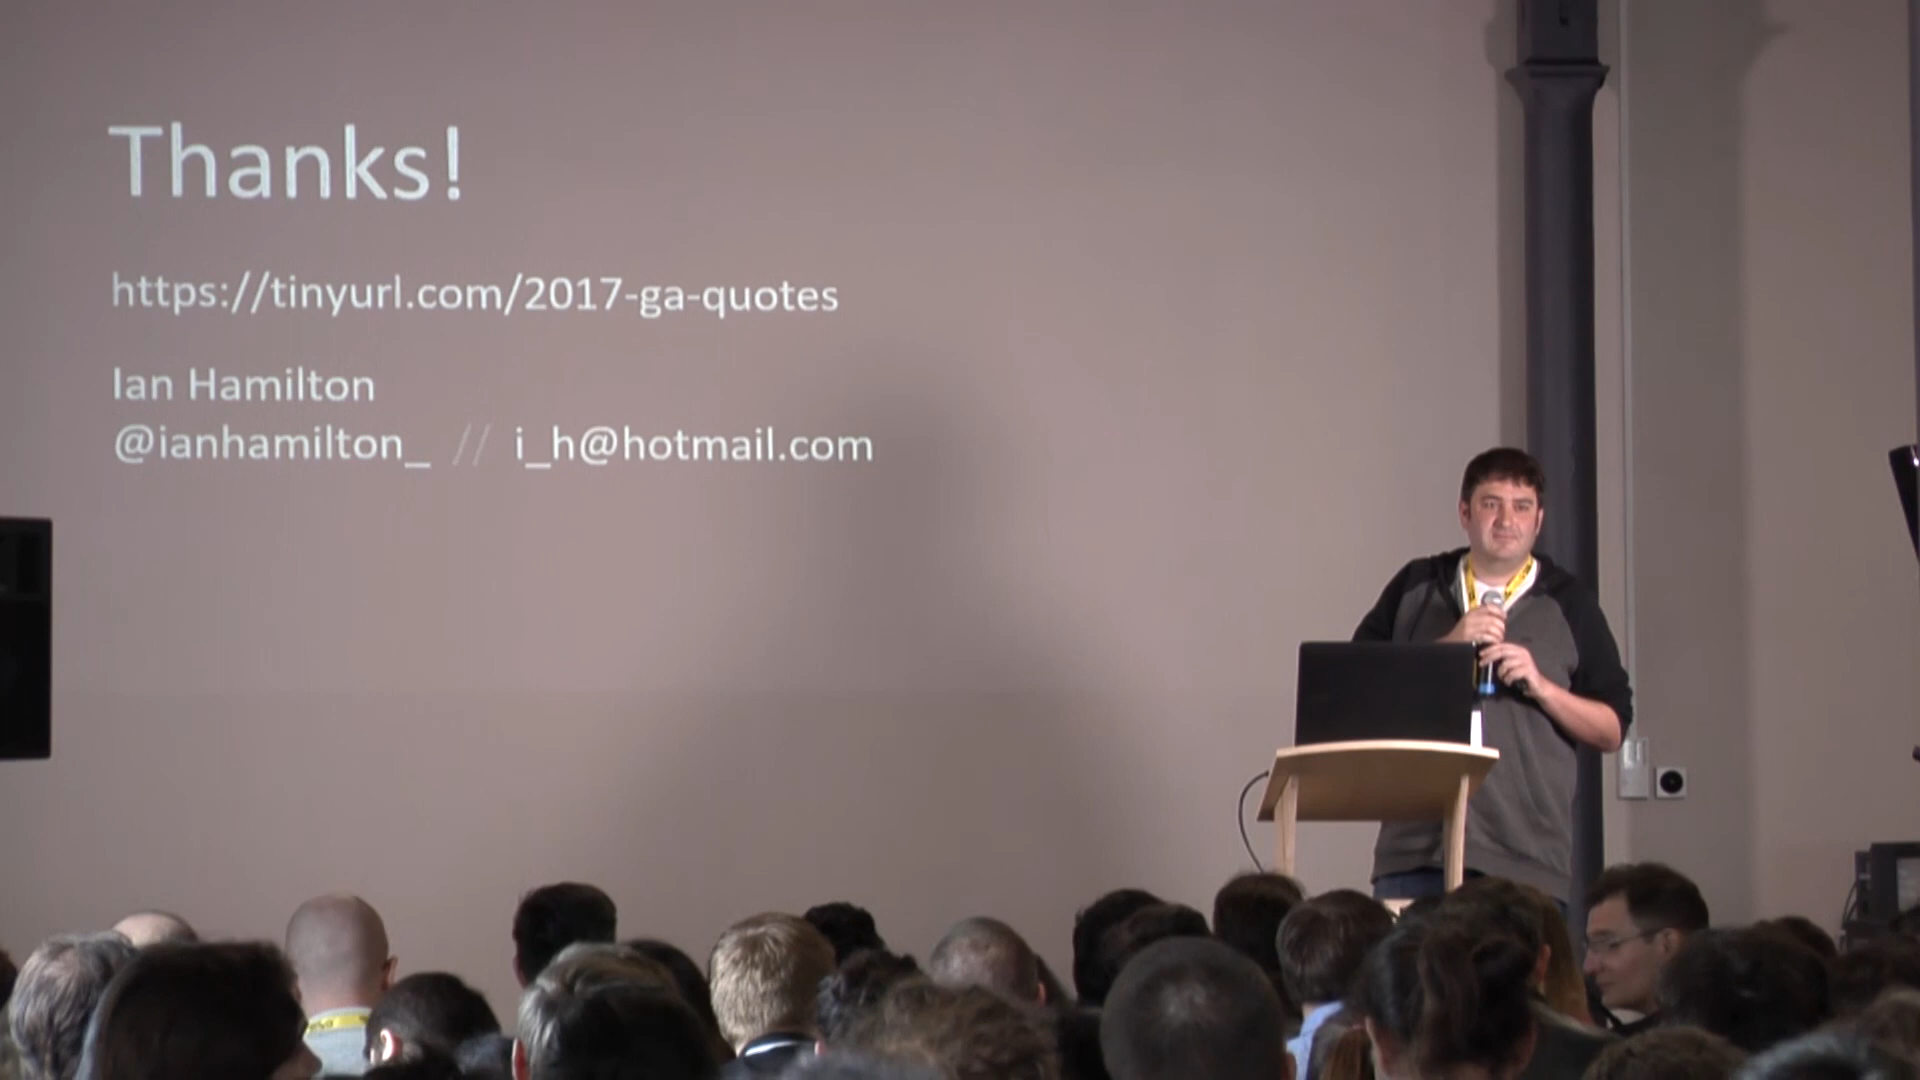 Thanks!
https://tinyurl.com/2017-ga-quotes
Ian Hamilton
@ianhamilton_ // i_h@hotmail.com